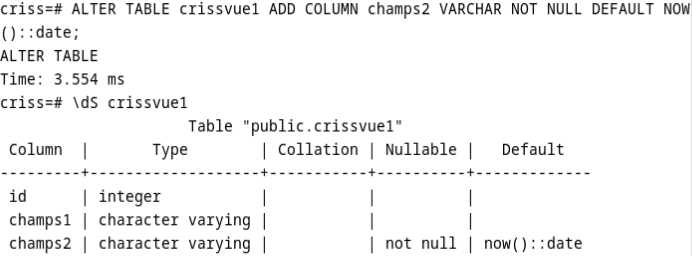 criss=# ALTER TABLE crissvue1 ADD COLUMN champs2 VARCHAR NOT NULL DEFAULT NOW
()::date;
ALTER TABLE
Time: 3.554 ms
criss=# \dS crissvue1
                     Table "public.crissvue1"
 Column  |       Type        | Collation | Nullable |   Default
---------+-------------------+-----------+----------+-------------
 id      | integer           |           |          |
 champs1 | character varying |           |          |
 champs2 | character varying |           | not null | now()::date